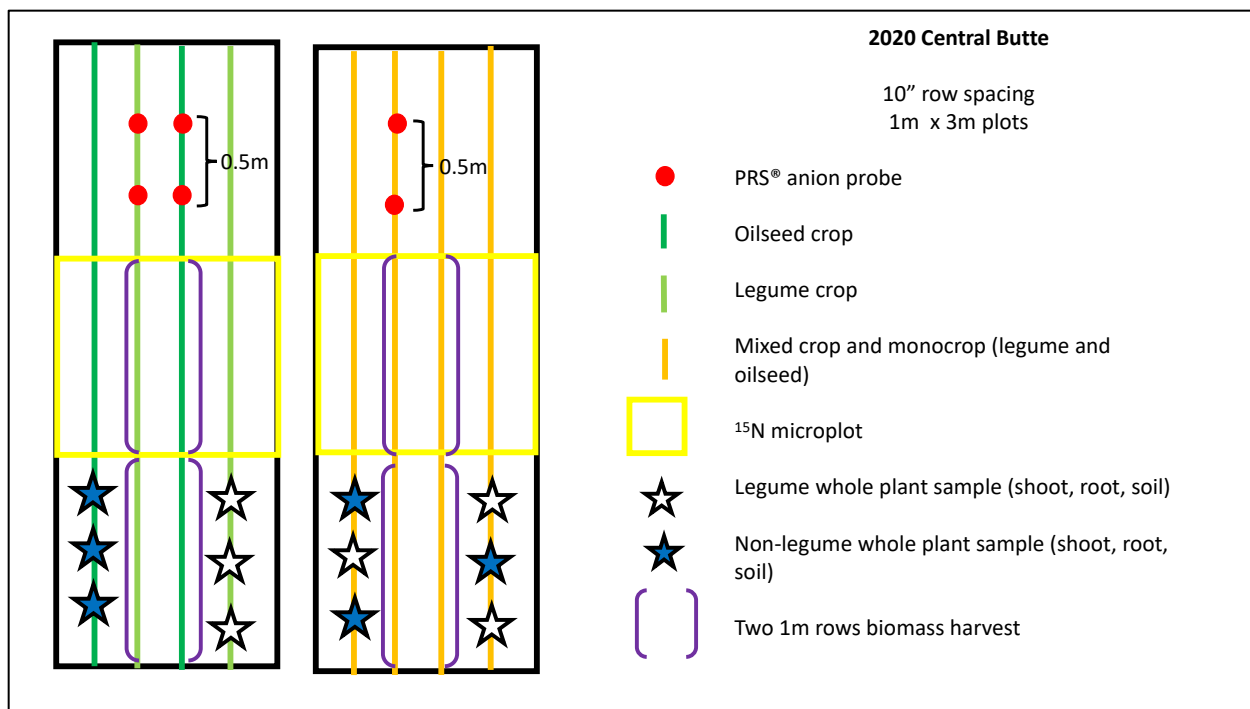 2020 Central Butte
10” row spacing
1m x 3m plots
0.5m
0.5m
PRS® anion probe
Oilseed crop
Legume crop
Mixed crop and monocrop (legume and
oilseed)
¹⁵N microplot
Legume whole plant sample (shoot, root, soil)
Non-legume whole plant sample (shoot, root,
soil)
Two 1m rows biomass harvest